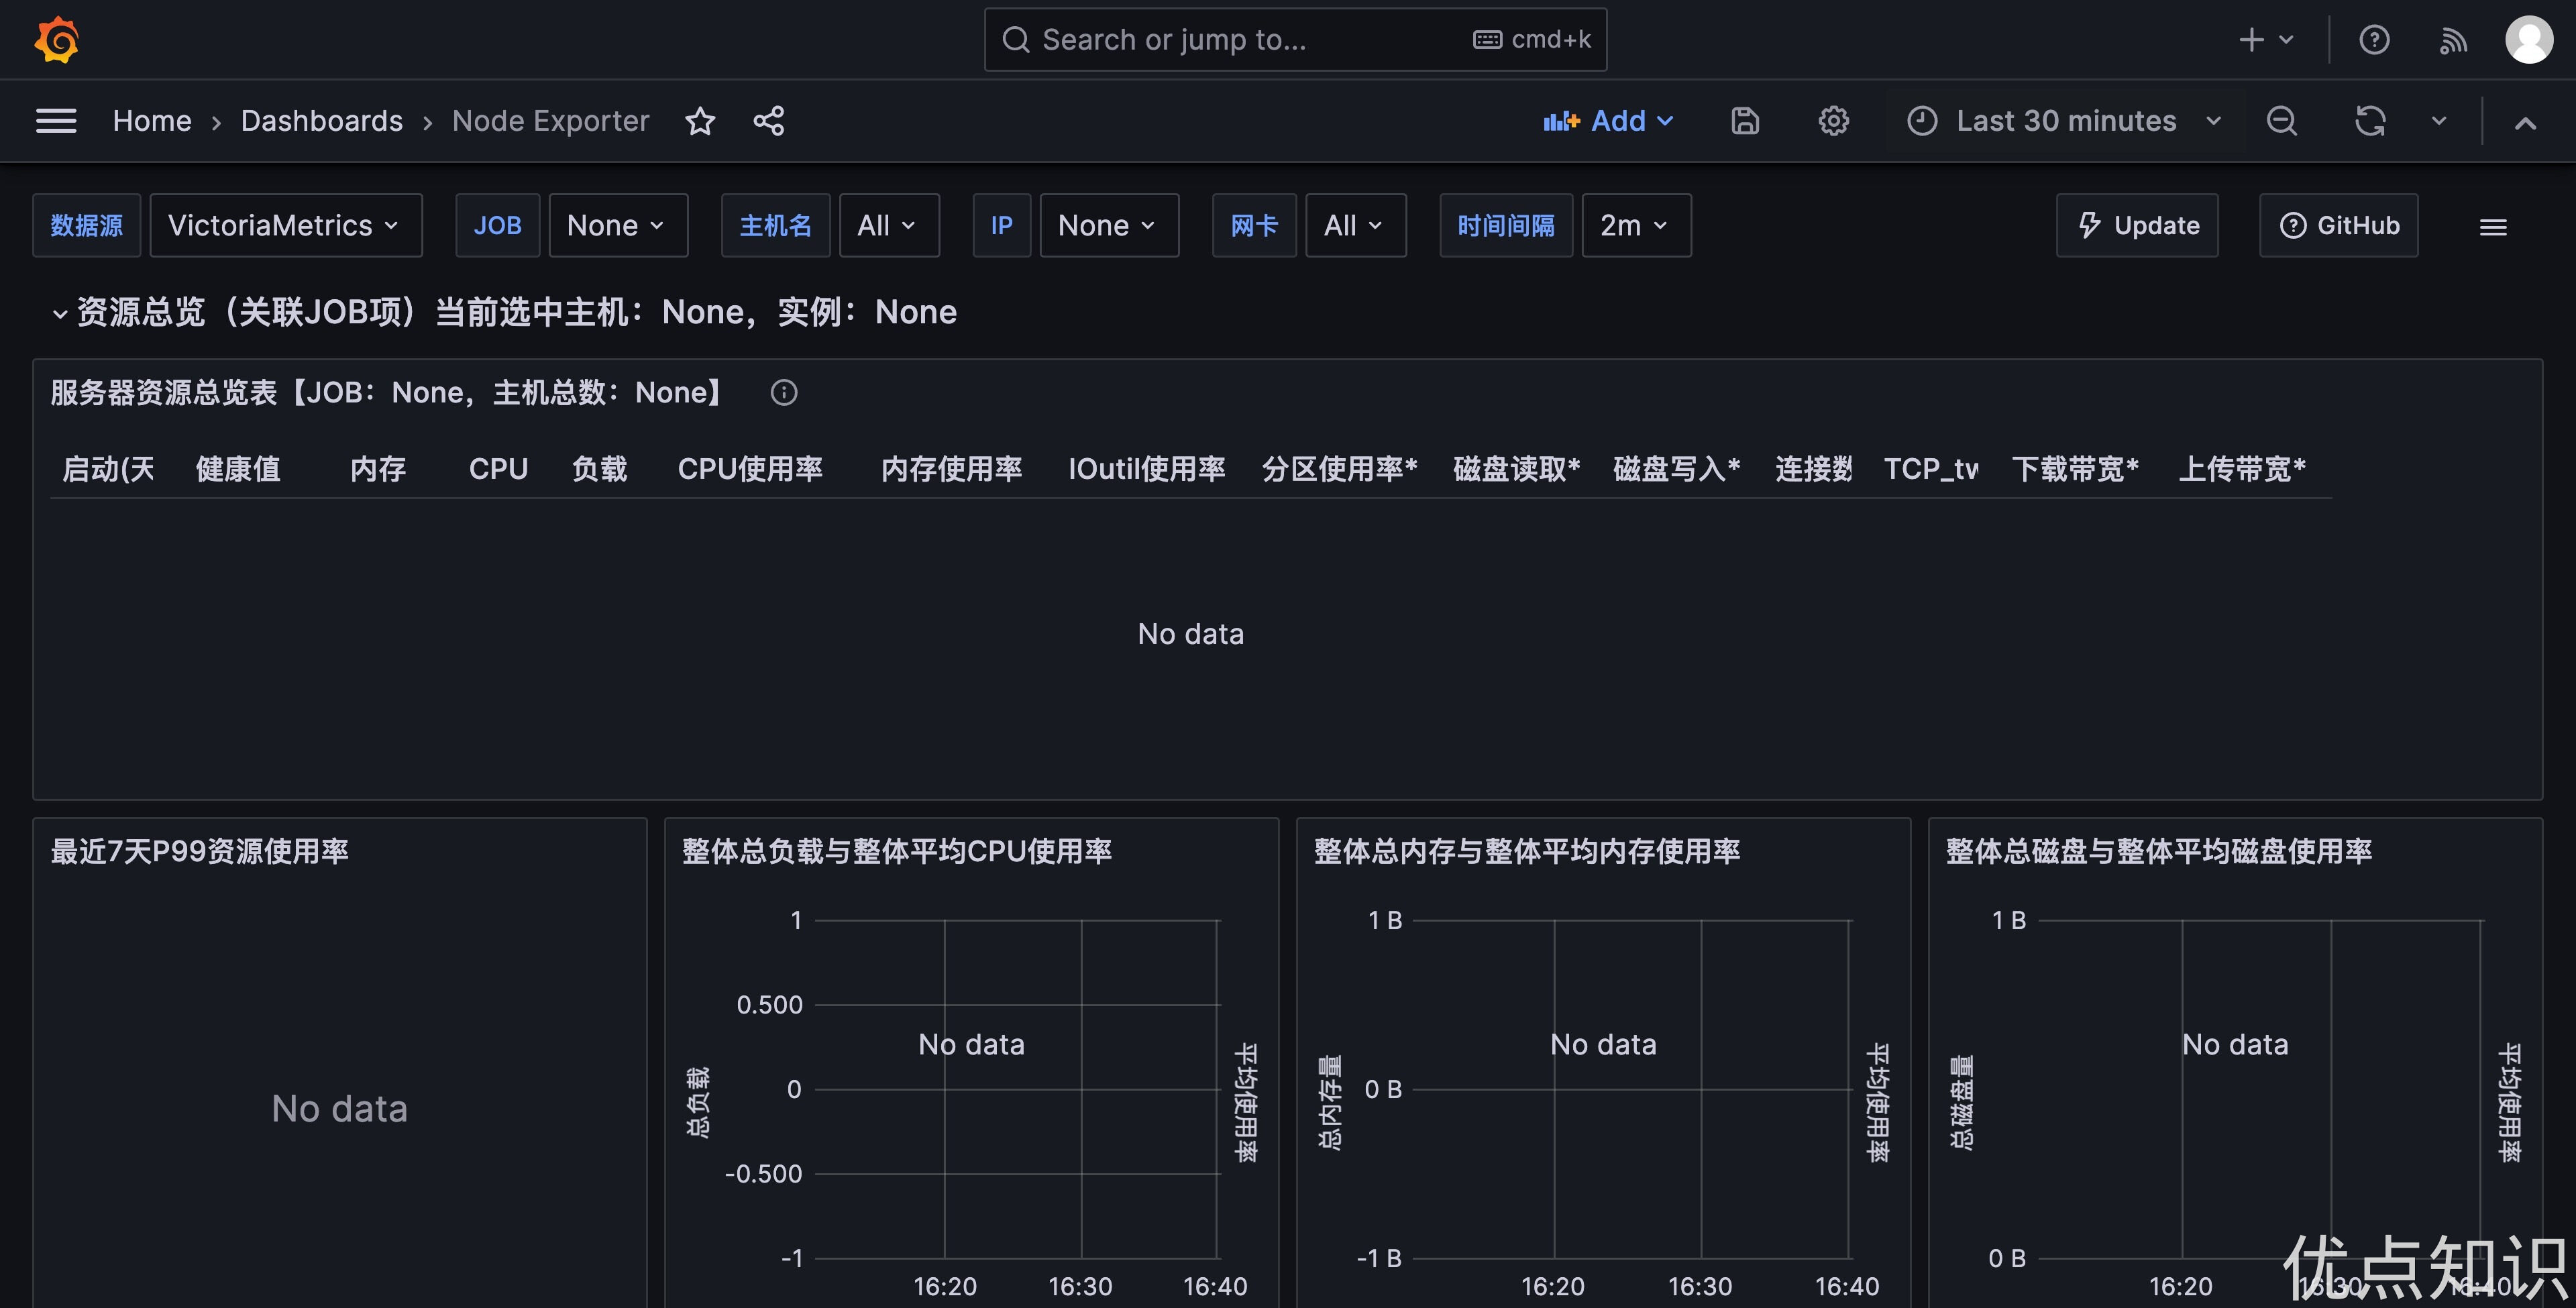 Search or jump to... cmd+k
Home › Dashboards › Node Exporter Add Last 30 minutes
数据源 VictoriaMetrics JOB None 主机名 All IP None 网卡 All 时间间隔 2m Update GitHub
资源总览（关联JOB项）当前选中主机：None，实例：None
服务器资源总览表【JOB：None，主机总数：None】
启动(天 健康值 内存 CPU 负载 CPU使用率 内存使用率 IOutil使用率 分区使用率* 磁盘读取* 磁盘写入* 连接数 TCP_tw 下载带宽* 上传带宽*
No data
最近7天P99资源使用率
No data
整体总负载与整体平均CPU使用率
1
0.500
0
-0.500
-1
No data
总负载
平均使用率
16:20 16:30 16:40
整体总内存与整体平均内存使用率
1 B
0 B
-1 B
No data
总内存量
平均使用率
16:20 16:30 16:40
整体总磁盘与整体平均磁盘使用率
1 B
0 B
No data
总磁盘量
平均使用率
16:20 16:30 16:40
优点知识